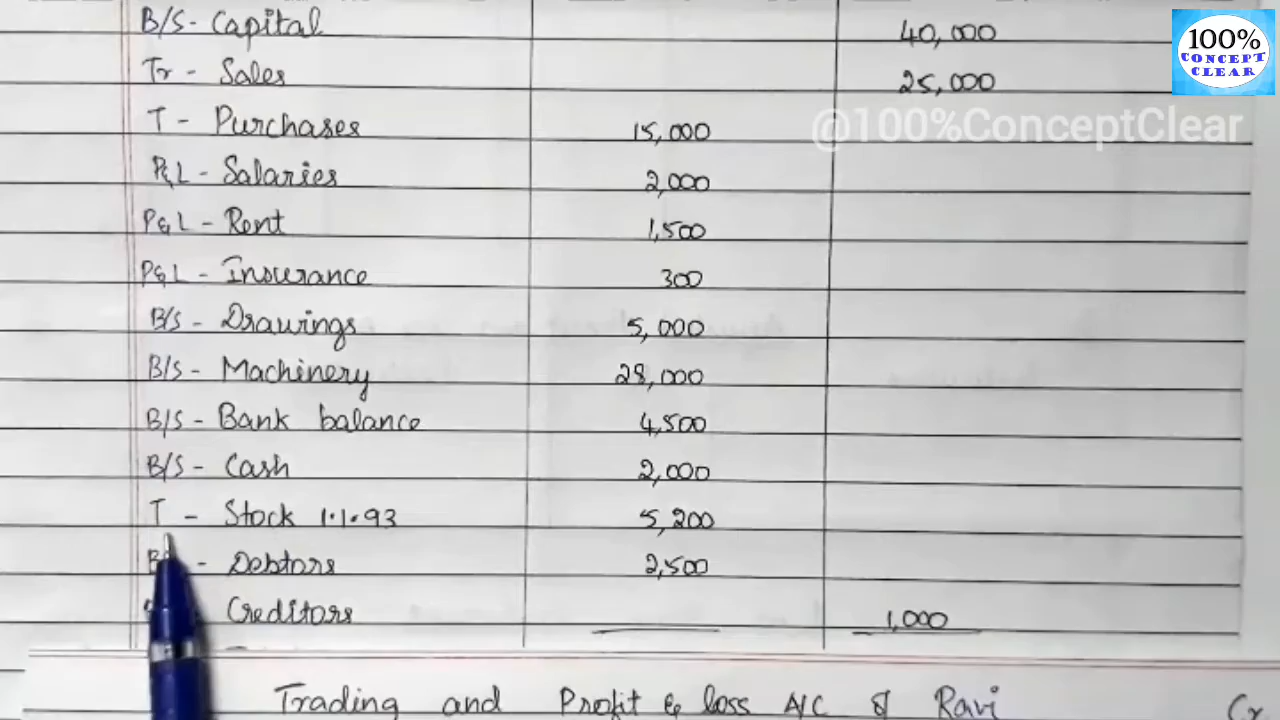 B/S - Capital 40,000
Tr - Sales 25,000
T - Purchases 15,000
P&L - Salaries 2,000
P&L - Rent 1,500
P&L - Insurance 300
B/S - Drawings 5,000
B/S - Machinery 28,000
B/S - Bank balance 4,500
B/S - Cash 2,000
T - Stock 1.1.93 5,200
- Debtors 2,500
Creditors 1,000
Trading and Profit & loss A/C of Ravi Cr
100%
CONCEPT
CLEAR
@100%ConceptClear